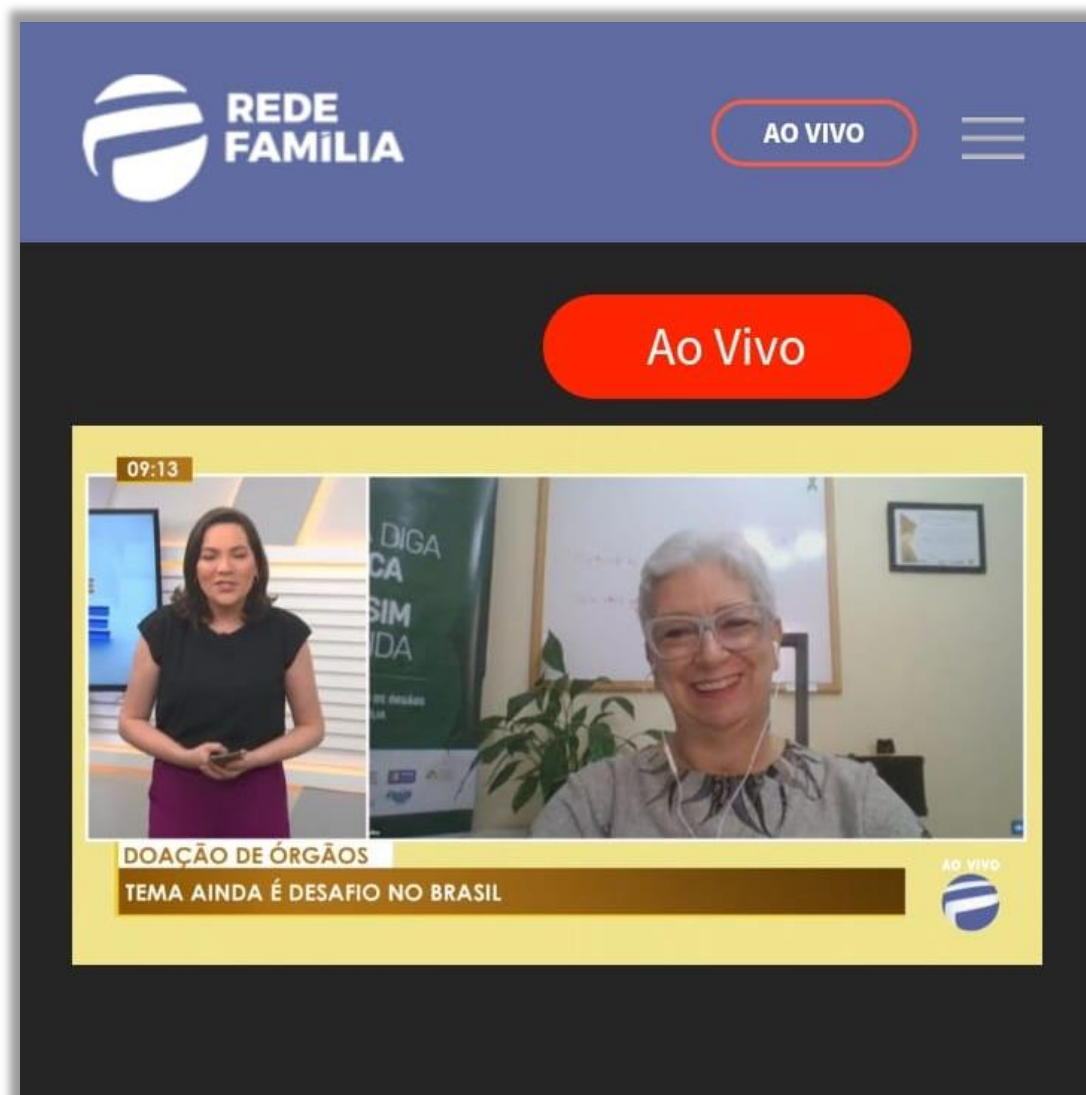 REDE
FAMÍLIA
AO VIVO
Ao Vivo
09:13
DIGA
CA
SIM
IDA
DOAÇÃO DE ÓRGÃOS
TEMA AINDA É DESAFIO NO BRASIL
AO VIVO